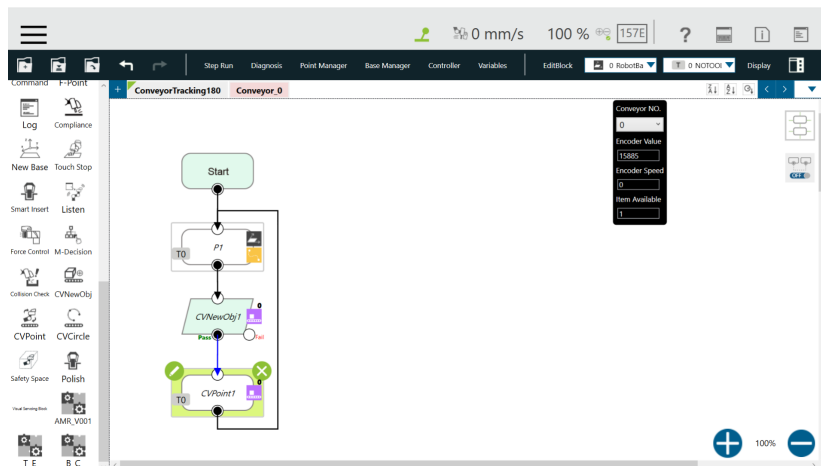 0 mm/s 100 % 157E ?
Step Run Diagnosis Point Manager Base Manager Controller Variables EditBlock 0 RobotBa T 0 NOTOOL Display
Command F-Point
+ ConveyorTracking180 Conveyor_0
Log Compliance
New Base Touch Stop
Smart Insert Listen
Force Control M-Decision
Collision Check CVNewObj
CVPoint CVCircle
Safety Space Polish
Visual Sensing Block AMR_V001
T_E B_C
Conveyor NO.
0
Encoder Value
15885
Encoder Speed
0
Item Available
1
OFF
Start
P1
T0
0
CVNewObj1
Pass Fail
0
CVPoint1
T0
100%